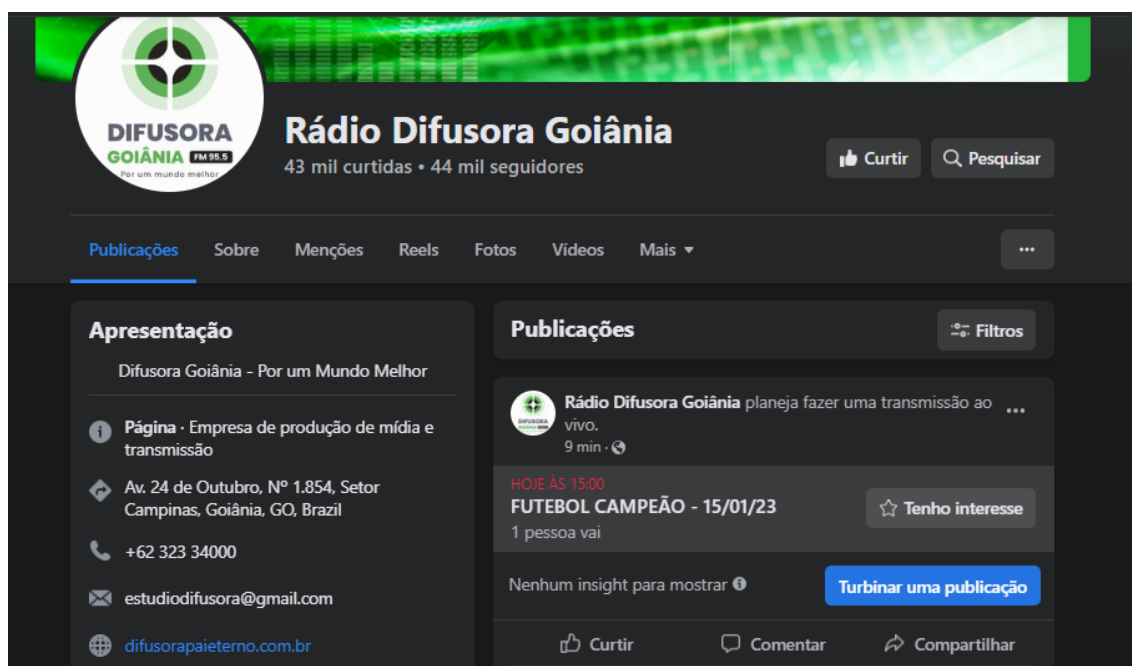 DIFUSORA
GOIÂNIA FM 95.5
Por um mundo melhor
Rádio Difusora Goiânia
43 mil curtidas • 44 mil seguidores
Curtir
Pesquisar
Publicações
Sobre
Menções
Reels
Fotos
Vídeos
Mais
Apresentação
Difusora Goiânia - Por um Mundo Melhor
Página · Empresa de produção de mídia e
transmissão
Av. 24 de Outubro, Nº 1.854, Setor
Campinas, Goiânia, GO, Brazil
+62 323 34000
estudiodifusora@gmail.com
difusorapaieterno.com.br
Publicações
Filtros
Rádio Difusora Goiânia planeja fazer uma transmissão ao
vivo.
9 min ·
HOJE ÀS 15:00
FUTEBOL CAMPEÃO - 15/01/23
1 pessoa vai
Tenho interesse
Nenhum insight para mostrar
Turbinar uma publicação
Curtir
Comentar
Compartilhar